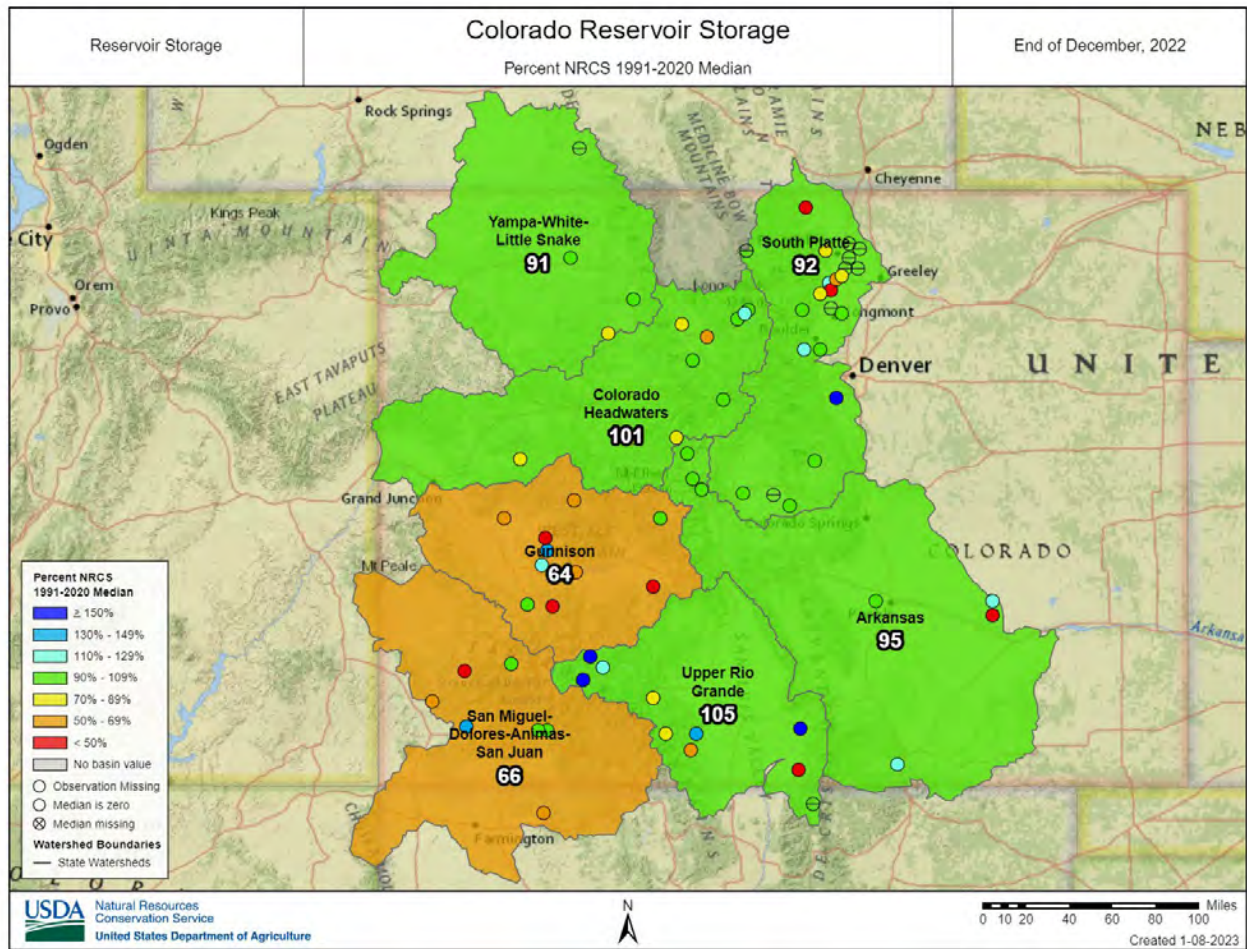 Reservoir Storage
Colorado Reservoir Storage
Percent NRCS 1991-2020 Median
End of December, 2022
Rock Springs
Ogden
Kings Peak
UINTA MOUNTAIN
e City
Orem
Provo
MEDICINE BOW
MOUNTAINS
Cheyenne
NEB
Yampa-White-
Little Snake
91
South Platte
92
Greeley
Longmont
Boulder
Denver
UNITE
EAST TAVAPUTS
PLATEAU
Colorado
Headwaters
101
Grand Junction
Colorado Springs
COLORADO
Mt Peale
Gunnison
64
Arkansas
95
Arkansas
Upper Rio
Grande
105
San Miguel-
Dolores-Animas-
San Juan
66
Farmington
Percent NRCS
1991-2020 Median
≥ 150%
130% - 149%
110% - 129%
90% - 109%
70% - 89%
50% - 69%
< 50%
No basin value
Observation Missing
Median is zero
Median missing
Watershed Boundaries
State Watersheds
USDA
Natural Resources
Conservation Service
United States Department of Agriculture
N
Miles
0 10 20 40 60 80 100
Created 1-08-2023